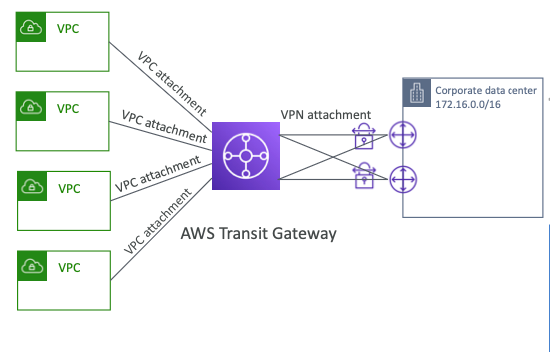 VPC
VPC attachment
VPC
VPC attachment
VPC
VPC attachment
VPC
VPC attachment
AWS Transit Gateway
VPN attachment
Corporate data center
172.16.0.0/16